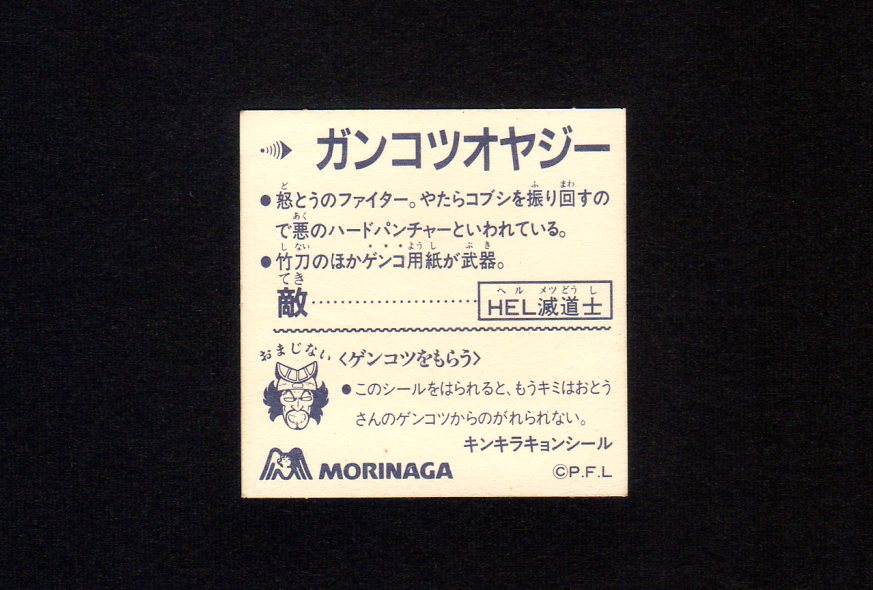 ガンコツオヤジー
●怒とうのファイター。やたらコブシを振り回すの
で悪のハードパンチャーといわれている。
●竹刀のほかゲンコ用紙が武器。
敵……………………HEL滅道士
おまじない〈ゲンコツをもらう〉
●このシールをはられると、もうキミはおとう
さんのゲンコツからのがれられない。
キンキラキョンシール
MORINAGA ©P.F.L